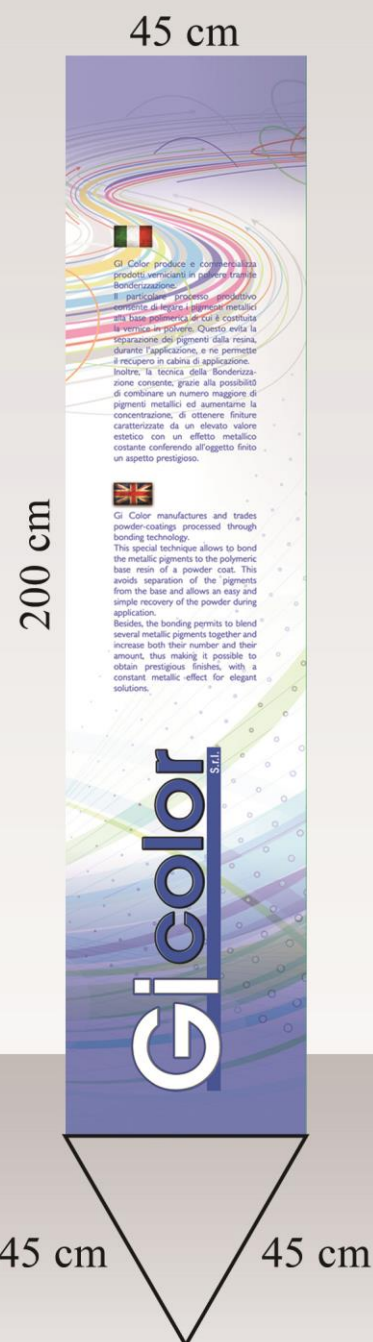 45 cm
GI Color produce e commercializza
prodotti vernicianti in polvere tramite
Bonderizzazione.
Il particolare processo produttivo
consente di legare i pigmenti metallici
alla base polimerica di cui è costituita
la vernice in polvere. Questo evita la
separazione dei pigmenti dalla resina,
durante l'applicazione, e ne permette
il recupero in cabina di applicazione.
Inoltre, la tecnica della Bonderizza-
zione consente, grazie alla possibilitû
di combinare un numero maggiore di
pigmenti metallici ed aumentarne la
concentrazione, di ottenere finiture
caratterizzate da un elevato valore
estetico con un effetto metallico
costante conferendo all'oggetto finito
un aspetto prestigioso.
Gi Color manufactures and trades
powder-coatings processed through
bonding technology.
This special technique allows to bond
the metallic pigments to the polymeric
base resin of a powder coat. This
avoids separation of the pigments
from the base and allows an easy and
simple recovery of the powder during
application.
Besides, the bonding permits to blend
several metallic pigments together and
increase both their number and their
amount, thus making it possible to
obtain prestigious finishes, with a
constant metallic effect for elegant
solutions.
200 cm
Gi color
S.r.l.
45 cm
45 cm